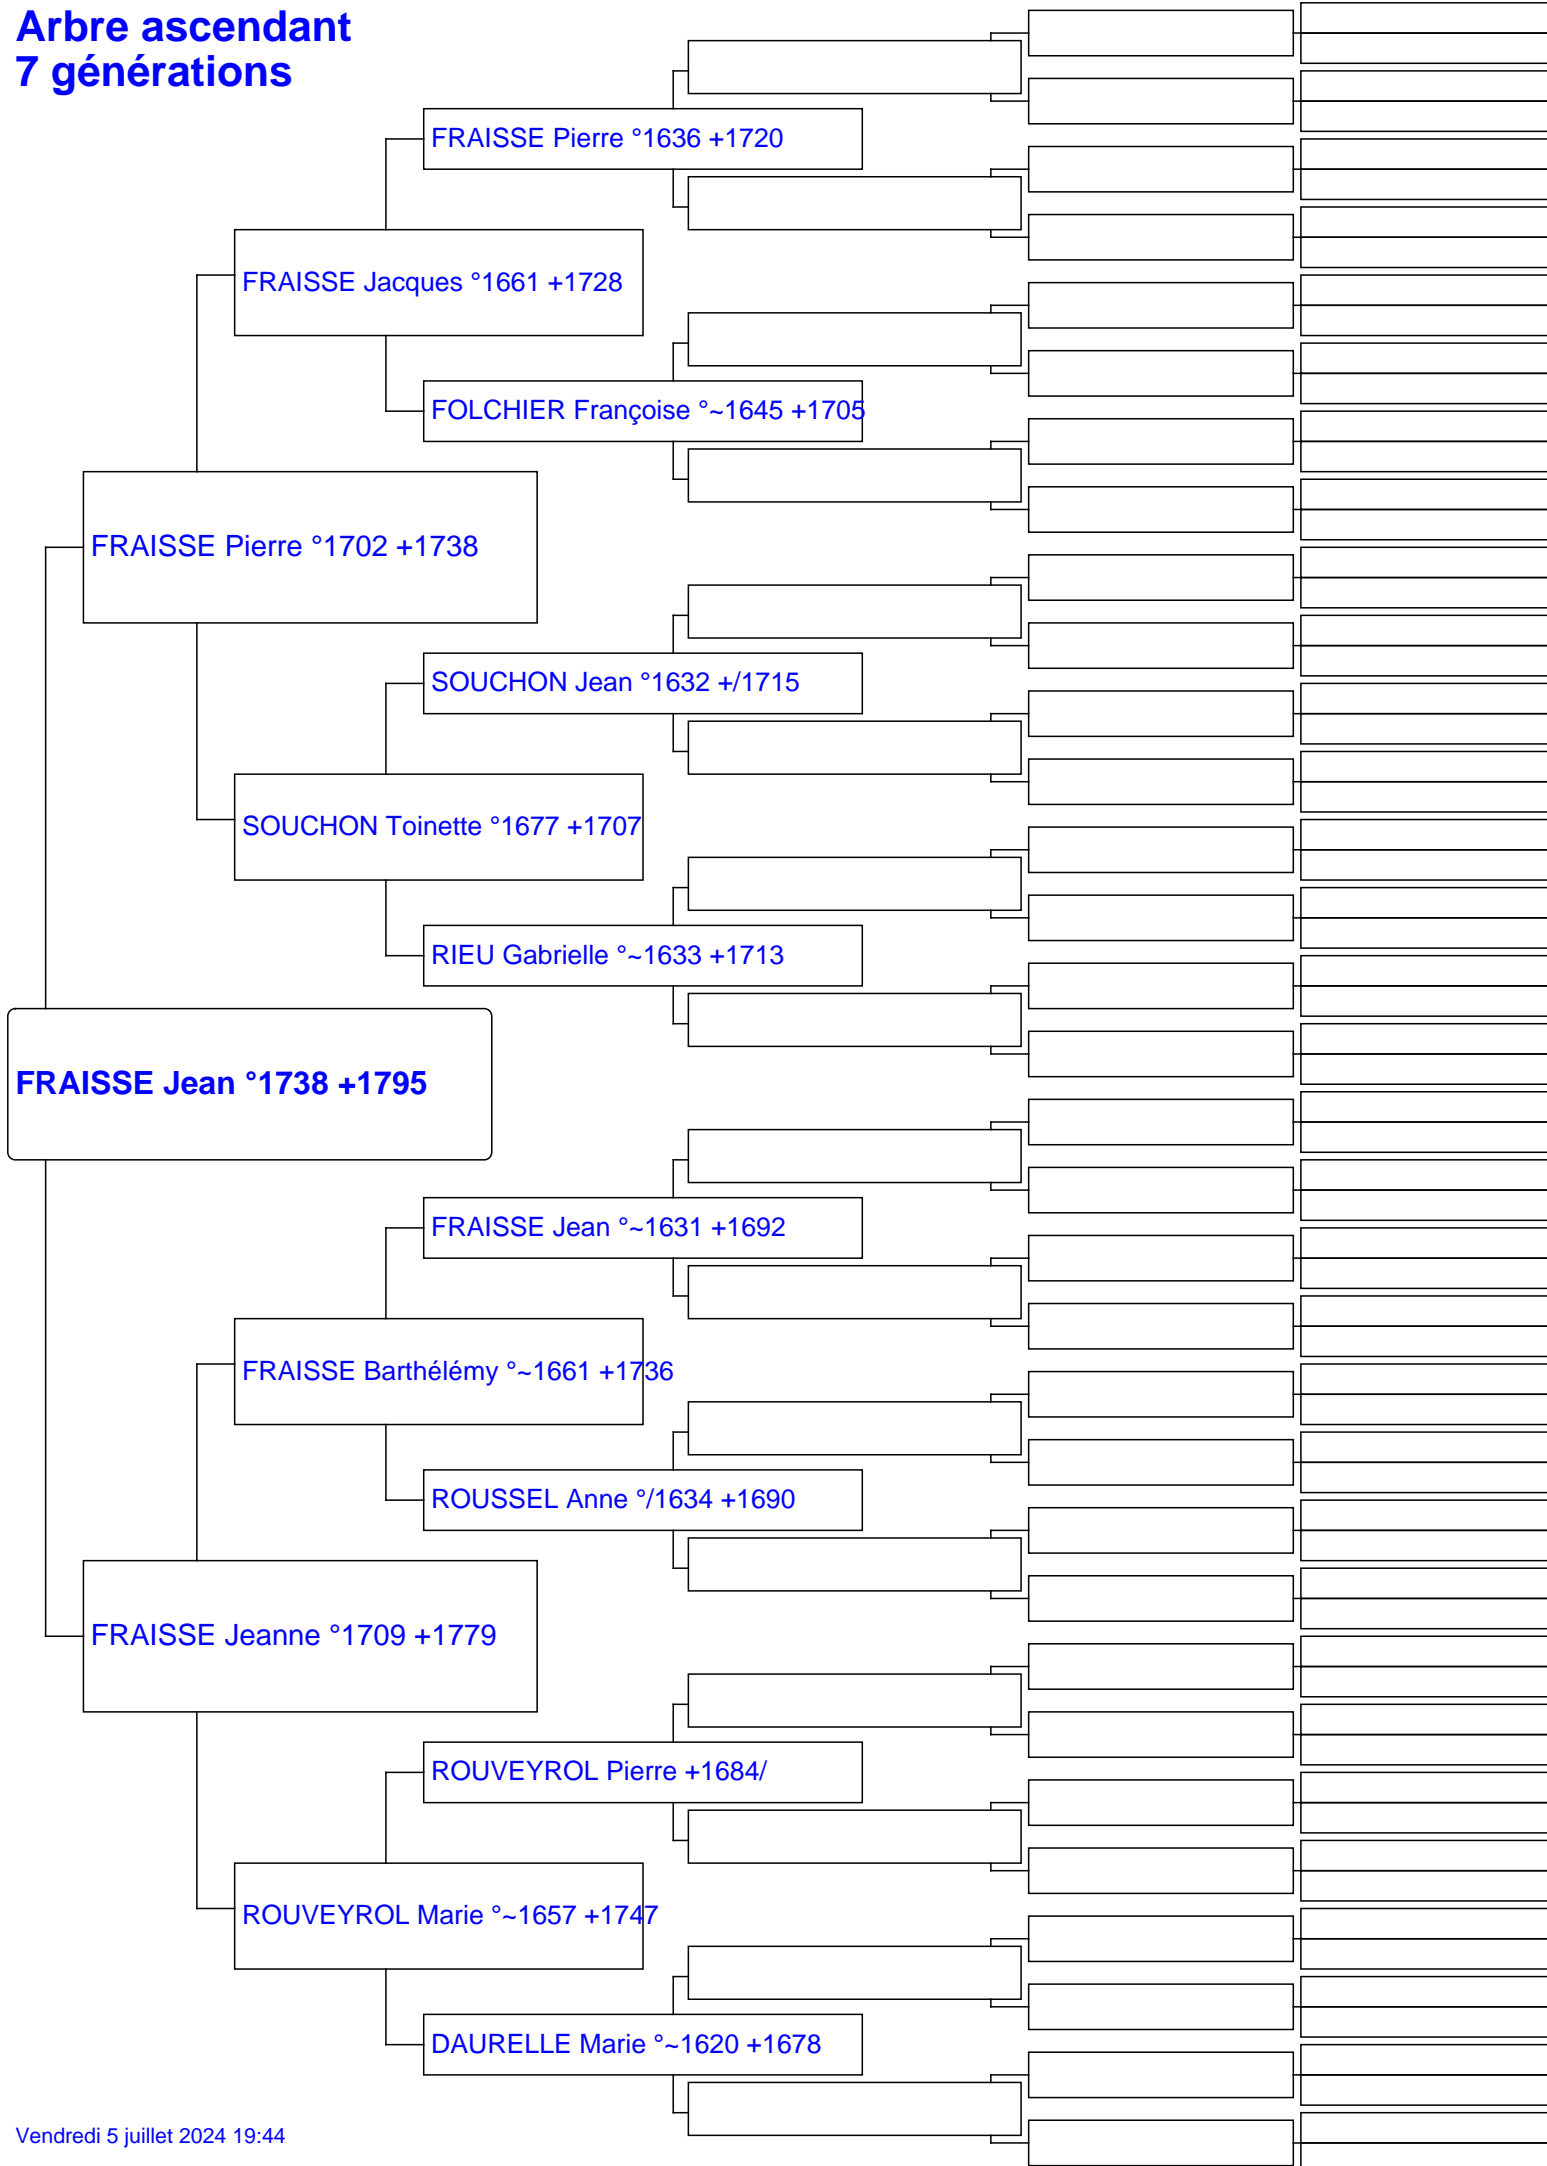 Arbre ascendant
7 générations
FRAISSE Pierre °1636 +1720
FRAISSE Jacques °1661 +1728
FOLCHIER Françoise °~1645 +1705
FRAISSE Pierre °1702 +1738
SOUCHON Jean °1632 +/1715
SOUCHON Toinette °1677 +1707
RIEU Gabrielle °~1633 +1713
FRAISSE Jean °1738 +1795
FRAISSE Jean °~1631 +1692
FRAISSE Barthélémy °~1661 +1736
ROUSSEL Anne °/1634 +1690
FRAISSE Jeanne °1709 +1779
ROUVEYROL Pierre +1684/
ROUVEYROL Marie °~1657 +1747
DAURELLE Marie °~1620 +1678
Vendredi 5 juillet 2024 19:44